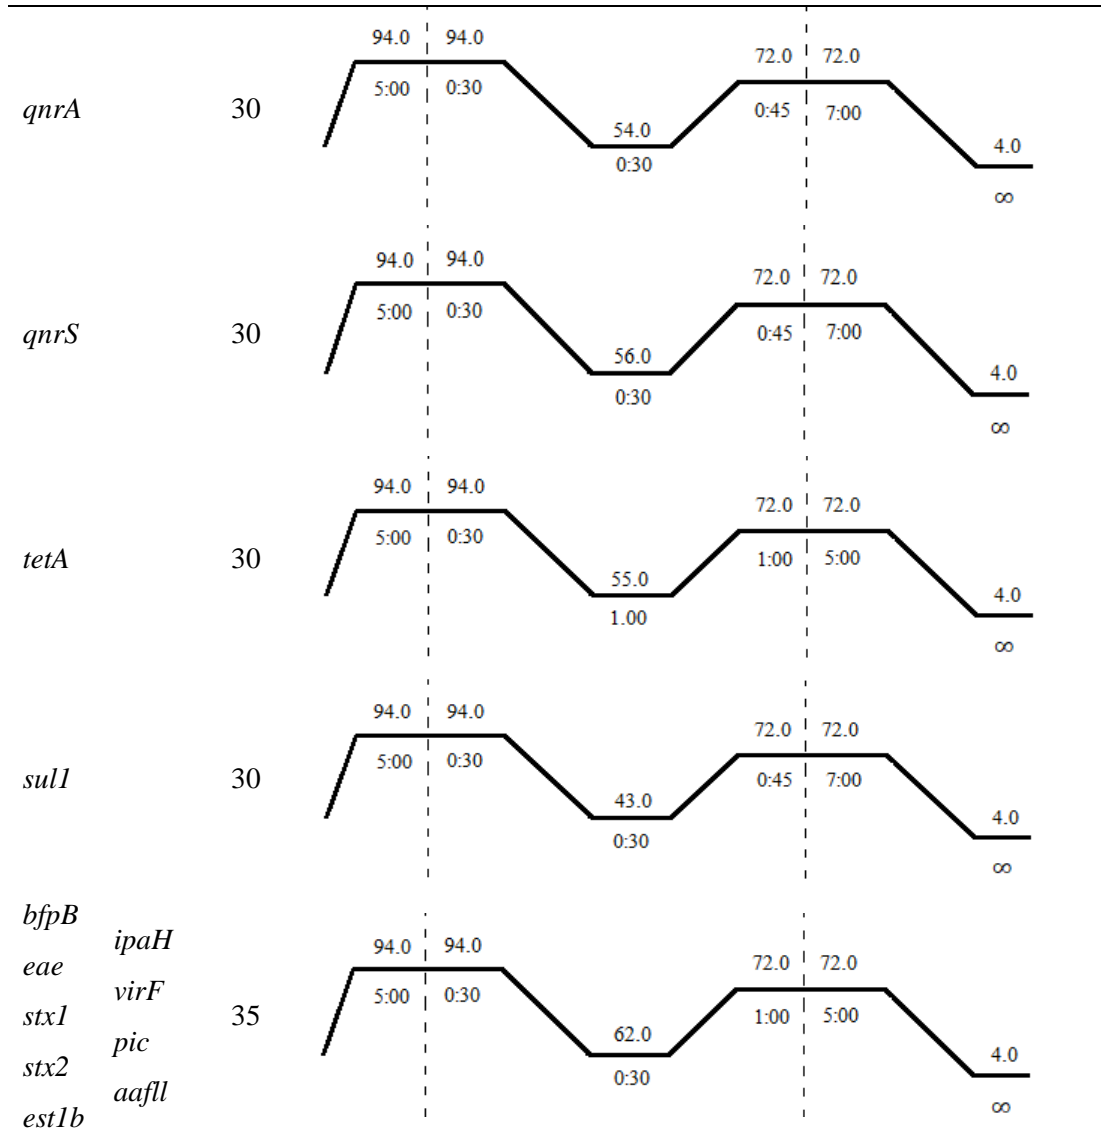 94.0 94.0 72.0 72.0
qnrA 30 5:00 0:30 54.0 0:30 0:45 7:00 4.0 ∞
94.0 94.0 72.0 72.0
qnrS 30 5:00 0:30 56.0 0:30 0:45 7:00 4.0 ∞
94.0 94.0 72.0 72.0
tetA 30 5:00 0:30 55.0 1.00 1:00 5:00 4.0 ∞
94.0 94.0 72.0 72.0
sul1 30 5:00 0:30 43.0 0:30 0:45 7:00 4.0 ∞
bfpB
eae
stx1
stx2
est1b
ipaH
virF
pic
aafll
35
94.0 94.0 72.0 72.0
5:00 0:30 62.0 0:30 1:00 5:00 4.0 ∞